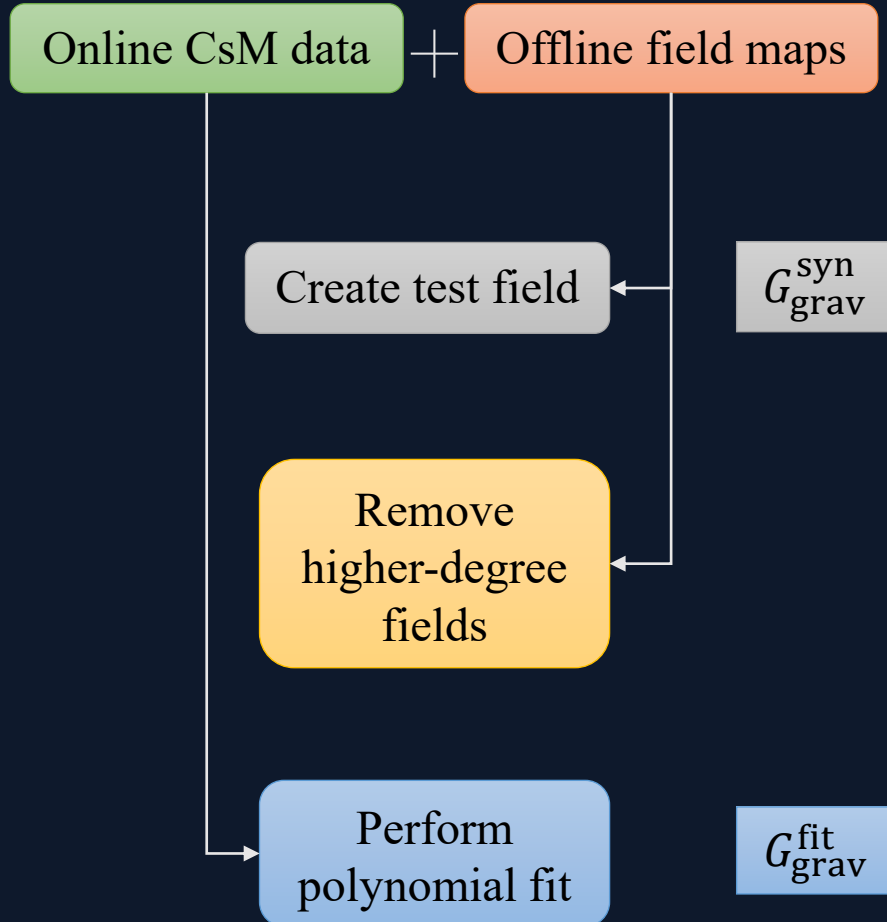 Online CsM data + Offline field maps
Create test field
G_grav^syn
Remove
higher-degree
fields
Perform
polynomial fit
G_grav^fit